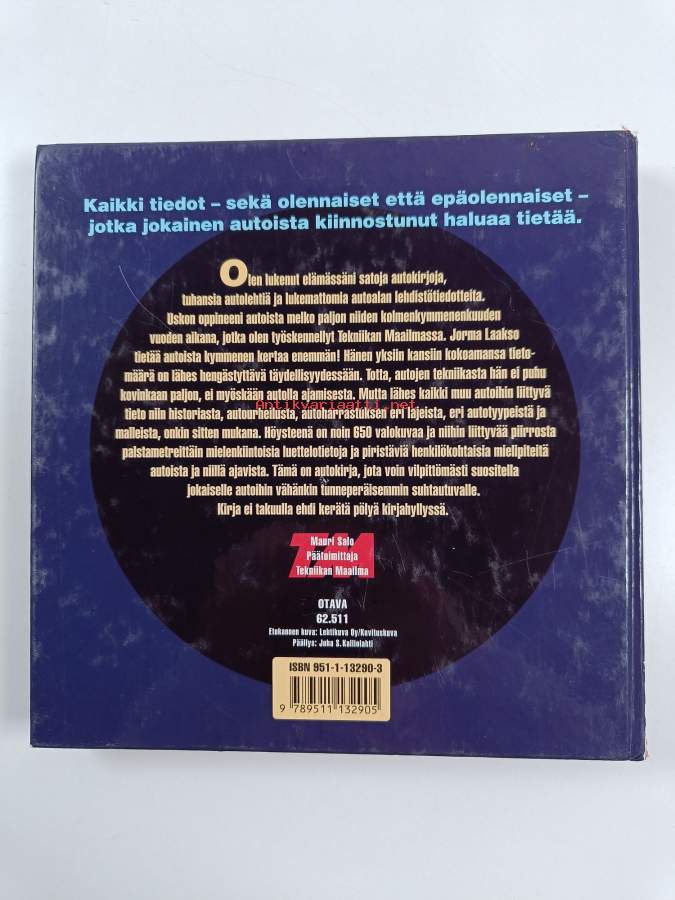 Kaikki tiedot – sekä olennaiset että epäolennaiset –
jotka jokainen autoista kiinnostunut haluaa tietää.
Olen lukenut elämässäni satoja autokirjoja,
tuhansia autolehtiä ja lukemattomia autoalan lehdistötiedotteita.
Uskon oppineeni autoista melko paljon niiden kolmenkymmenenkuuden
vuoden aikana, jotka olen työskennellyt Tekniikan Maailmassa. Jorma Laakso
tietää autoista kymmenen kertaa enemmän! Hänen yksiin kansiin kokoamansa tieto-
määrä on lähes hengästyttävä täydellisyydessään. Totta, autojen tekniikasta hän ei puhu
kovinkaan paljon, ei myöskään autolla ajamisesta. Mutta lähes kaikki muu autoihin liittyvä
Antikvariaatit.net
tieto niin historiasta, autourheilusta, autoharrastuksen eri lajeista, eri autotyypeistä ja
malleista, onkin sitten mukana. Höysteenä on noin 650 valokuvaa ja niihin liittyvää piirrosta
palstametreittäin mielenkiintoisia luettelotietoja ja piristäviä henkilökohtaisia mielipiteitä
autoista ja niillä ajavista. Tämä on autokirja, jota voin vilpittömästi suositella
jokaiselle autoihin vähänkin tunneperäisemmin suhtautuvalle.
Kirja ei takuulla ehdi kerätä pölyä kirjahyllyssä.
TM
Mauri Salo
Päätoimittaja
Tekniikan Maailma
OTAVA
62.511
Etukannen kuva: Lehtikuva Oy/Kuvituskuva
Päällys: Juha S. Kalliolahti
ISBN 951-1-13290-3
9 789511 132905